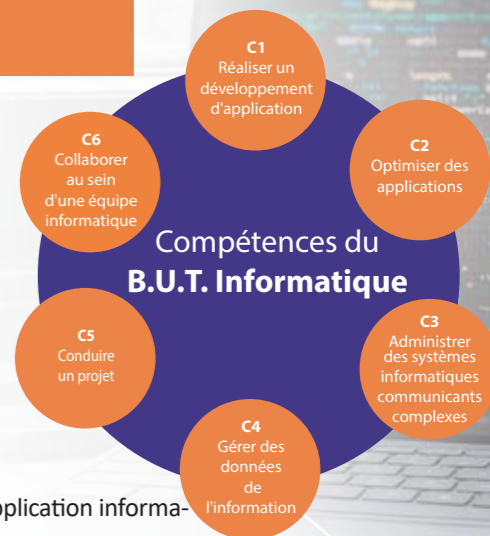 C1
Réaliser un
développement
d'application
C2
Optimiser des
applications
C3
Administrer
des systèmes
informatiques
communicants
complexes
C4
Gérer des
données
de
l'information
C5
Conduire
un projet
C6
Collaborer
au sein
d'une équipe
informatique
Compétences du
B.U.T. Informatique
pplication informa-